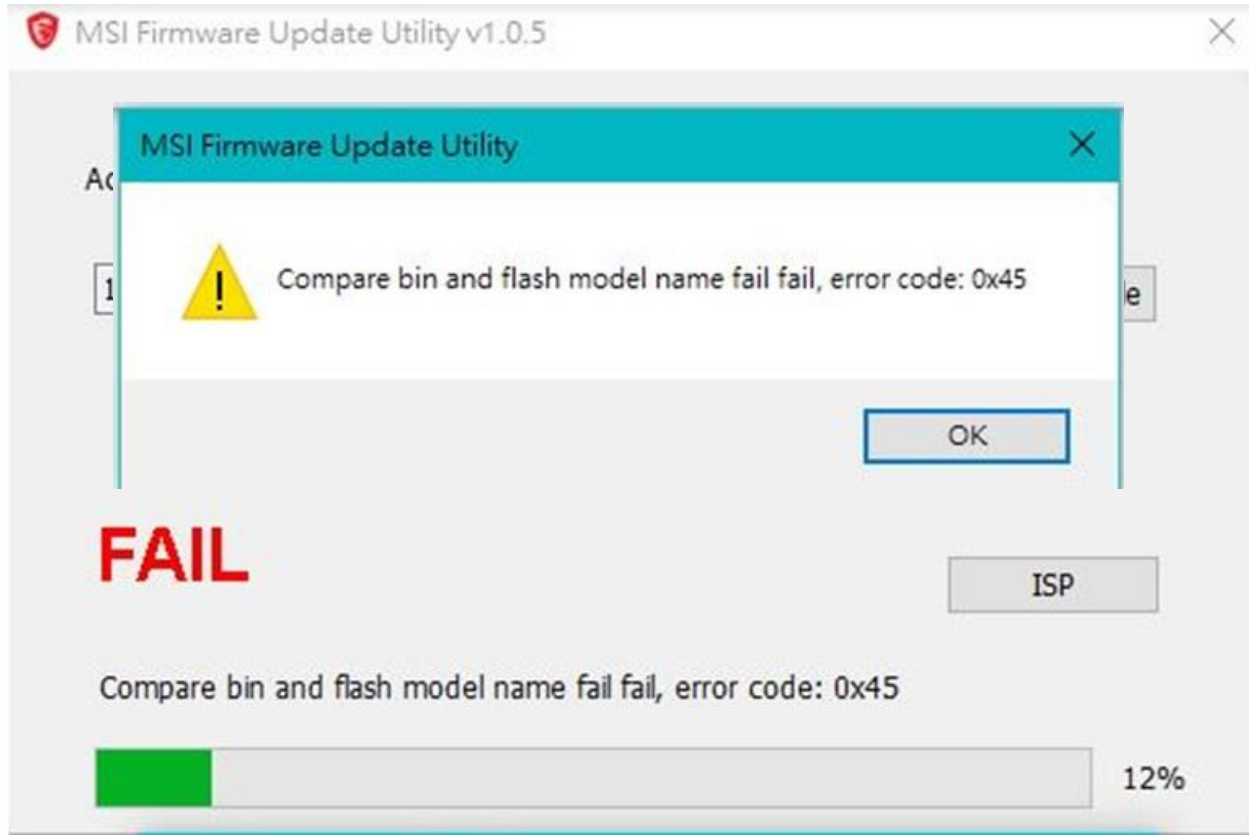 MSI Firmware Update Utility v1.0.5
MSI Firmware Update Utility
Compare bin and flash model name fail fail, error code: 0x45
OK
FAIL
ISP
Compare bin and flash model name fail fail, error code: 0x45
12%